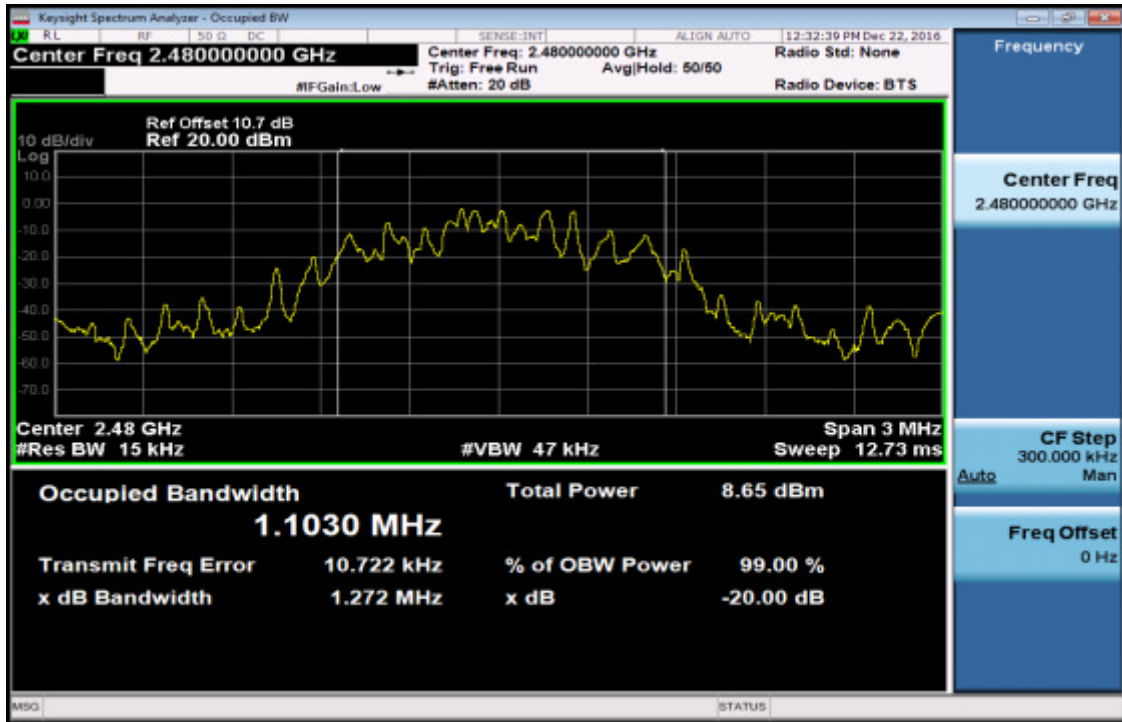 Keysight Spectrum Analyzer - Occupied BW
RL RF 50 Ω DC SENSE:INT ALIGN AUTO 12:32:39 PM Dec 22, 2016
Center Freq 2.480000000 GHz
Center Freq: 2.480000000 GHz Radio Std: None
Trig: Free Run Avg|Hold: 50/50
#IFGain:Low #Atten: 20 dB Radio Device: BTS
Ref Offset 10.7 dB
10 dB/div Ref 20.00 dBm
Log
10.0
0.00
-10.0
-20.0
-30.0
-40.0
-50.0
-60.0
-70.0
Center 2.48 GHz Span 3 MHz
#Res BW 15 kHz #VBW 47 kHz Sweep 12.73 ms
Occupied Bandwidth Total Power 8.65 dBm
1.1030 MHz
Transmit Freq Error 10.722 kHz % of OBW Power 99.00 %
x dB Bandwidth 1.272 MHz x dB -20.00 dB
MSG STATUS
Frequency
Center Freq
2.480000000 GHz
CF Step
300.000 kHz
Auto Man
Freq Offset
0 Hz